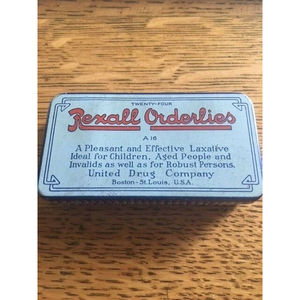 TWENTY-FOUR
Rexall Orderlies
A 16
A Pleasant and Effective Laxative
Ideal for Children, Aged People and
Invalids as well as for Robust Persons.
United Drug Company
Boston-St. Louis, U.S.A.